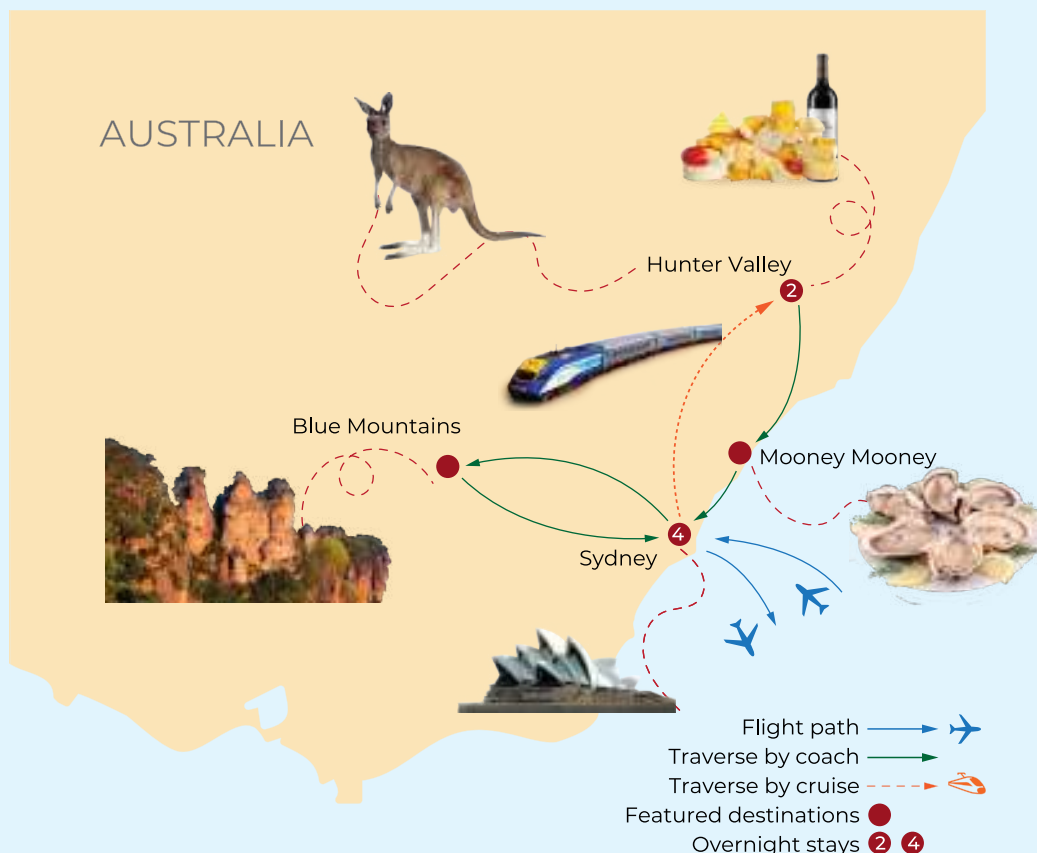 AUSTRALIA
Hunter Valley
2
Blue Mountains
Mooney Mooney
4
Sydney
Flight path
Traverse by coach
Traverse by cruise
Featured destinations
Overnight stays 2 4